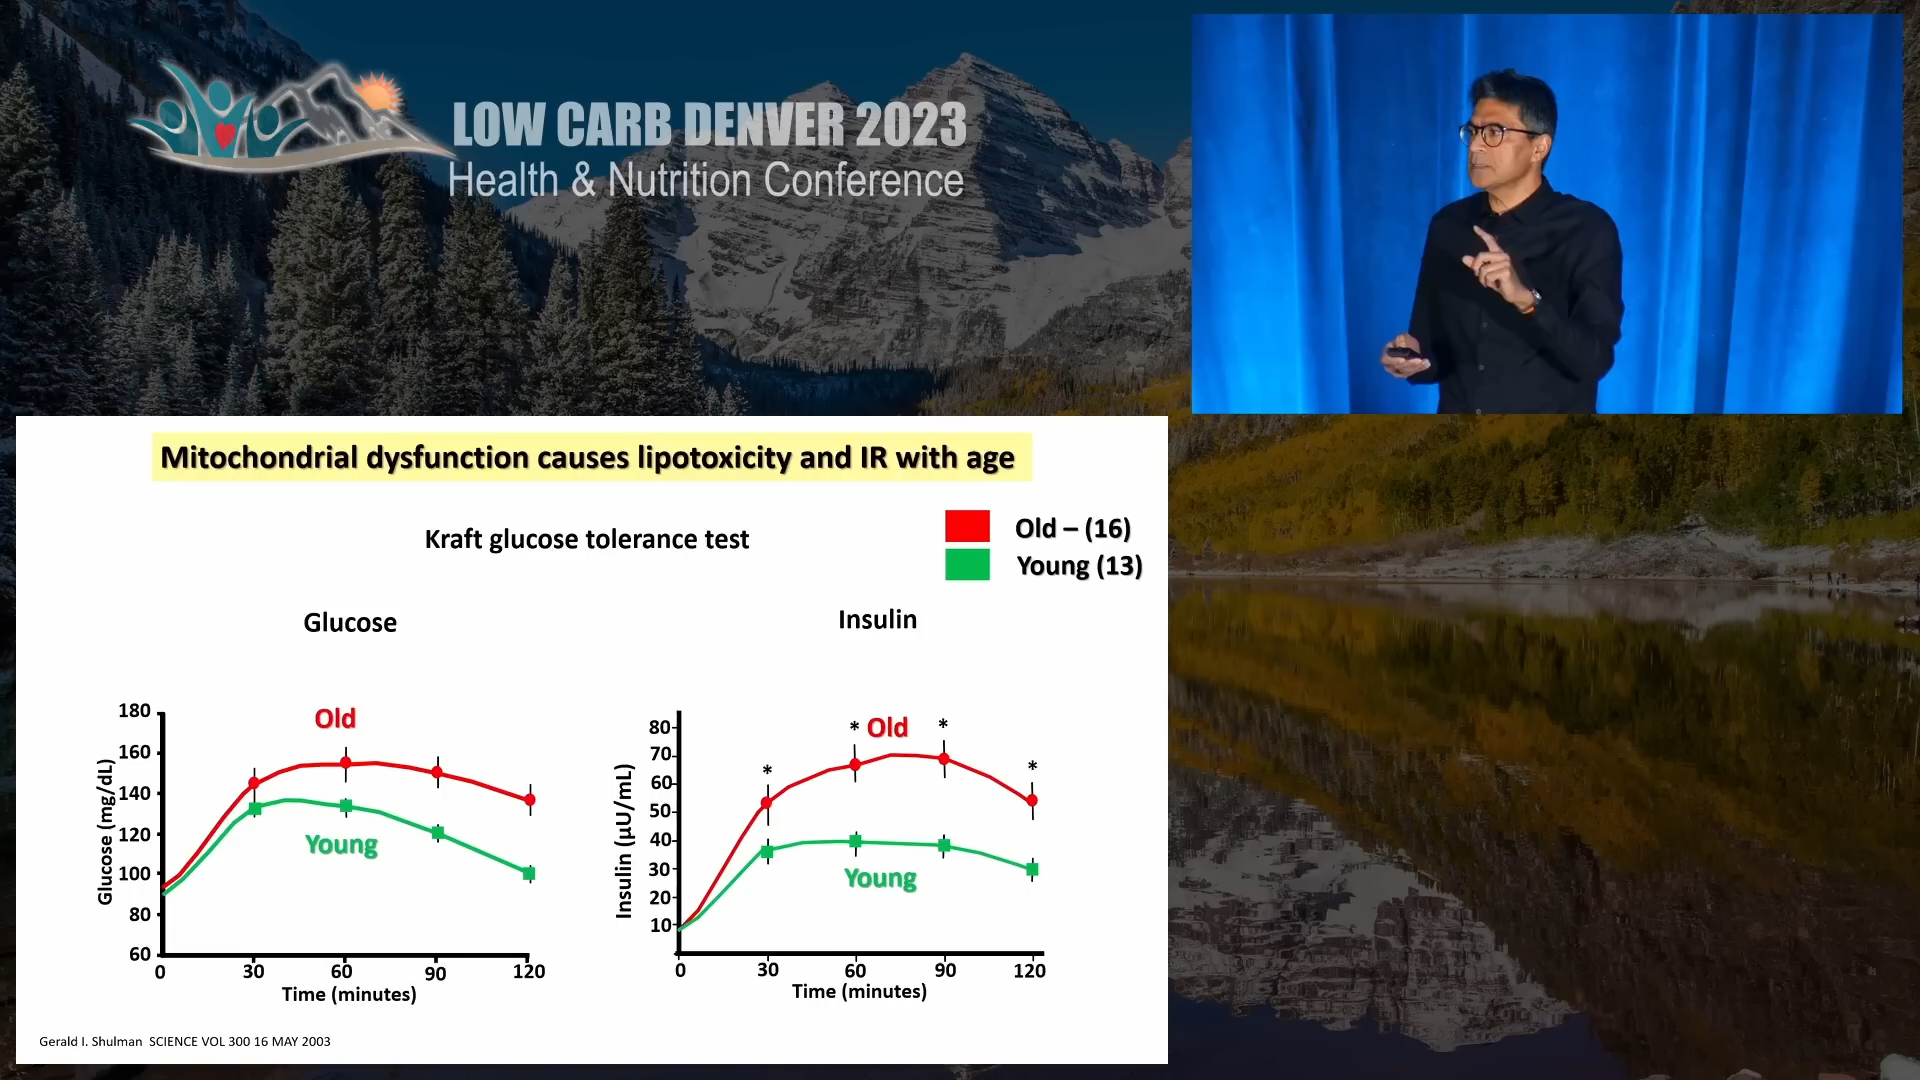 LOW CARB DENVER 2023
Health & Nutrition Conference
Mitochondrial dysfunction causes lipotoxicity and IR with age
Kraft glucose tolerance test
Old – (16)
Young (13)
Glucose
Insulin
180
160
140
120
100
80
60
Glucose (mg/dL)
Old
Young
0 30 60 90 120
Time (minutes)
80
70
60
50
40
30
20
10
Insulin (µU/mL)
* * Old * *
Young
0 30 60 90 120
Time (minutes)
Gerald I. Shulman SCIENCE VOL 300 16 MAY 2003